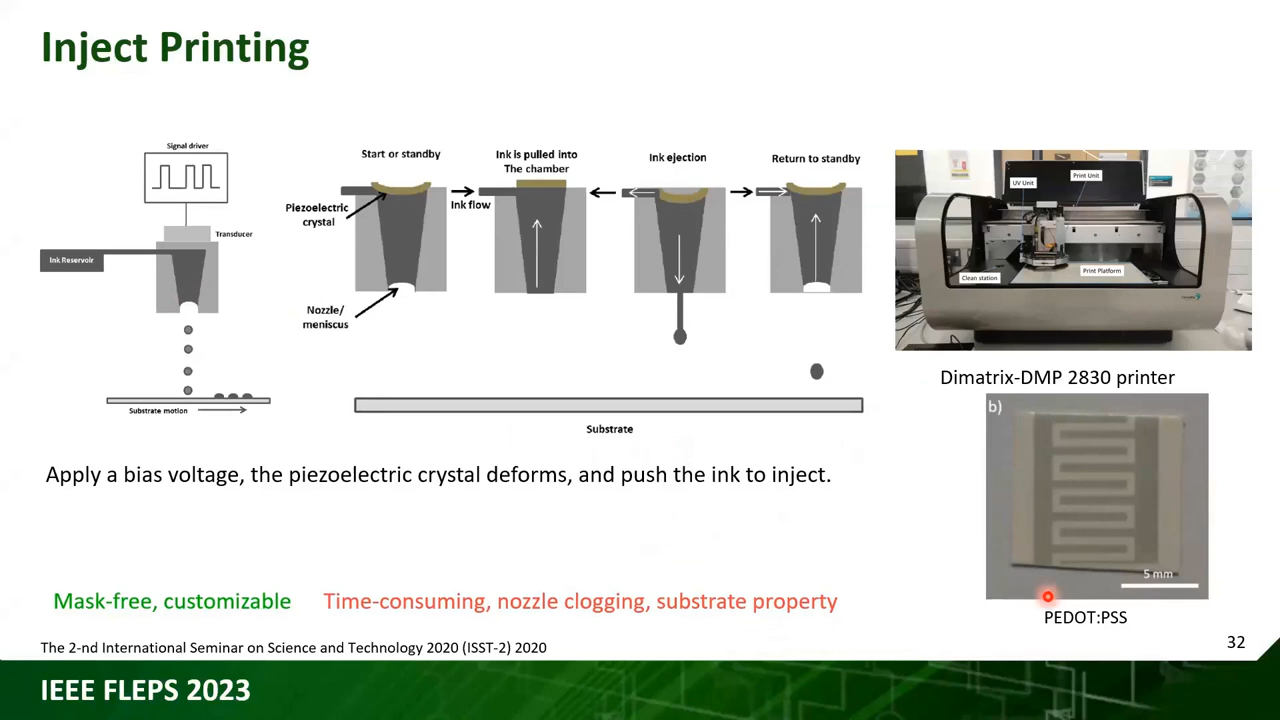 Inject Printing
Signal driver
Transducer
Ink Reservoir
Substrate motion
Start or standby
Piezoelectric
crystal
Nozzle/
meniscus
Ink flow
Ink is pulled into
The chamber
Ink ejection
Return to standby
Substrate
UV Unit
Print Unit
Clean station
Print Platform
Dimatrix-DMP 2830 printer
b)
5 mm
PEDOT:PSS
Apply a bias voltage, the piezoelectric crystal deforms, and push the ink to inject.
Mask-free, customizable
Time-consuming, nozzle clogging, substrate property
The 2-nd International Seminar on Science and Technology 2020 (ISST-2) 2020
32
IEEE FLEPS 2023